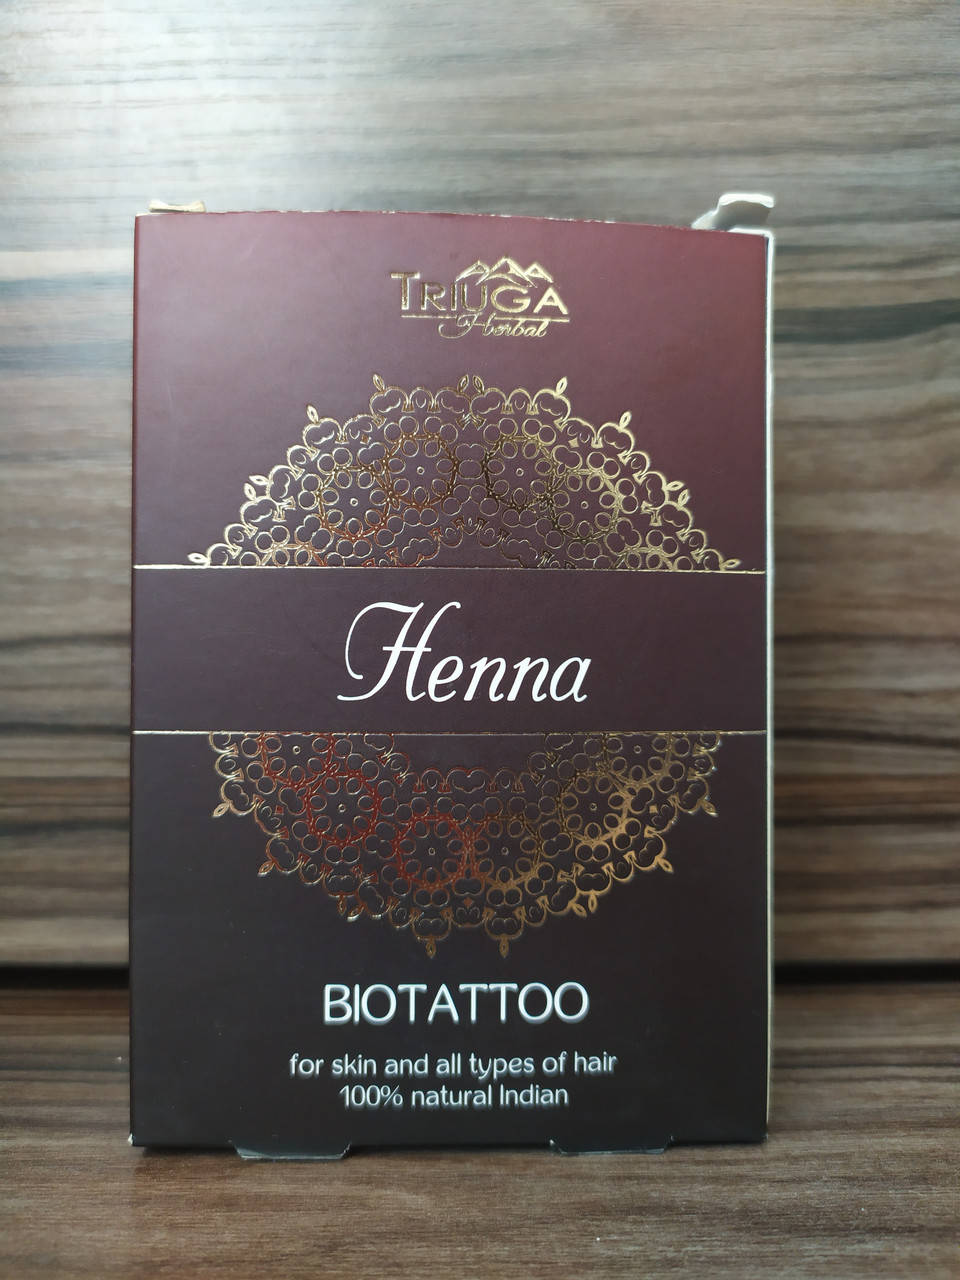 TRIUGA
Herbal
Henna
BIOTATTOO
for skin and all types of hair
100% natural Indian